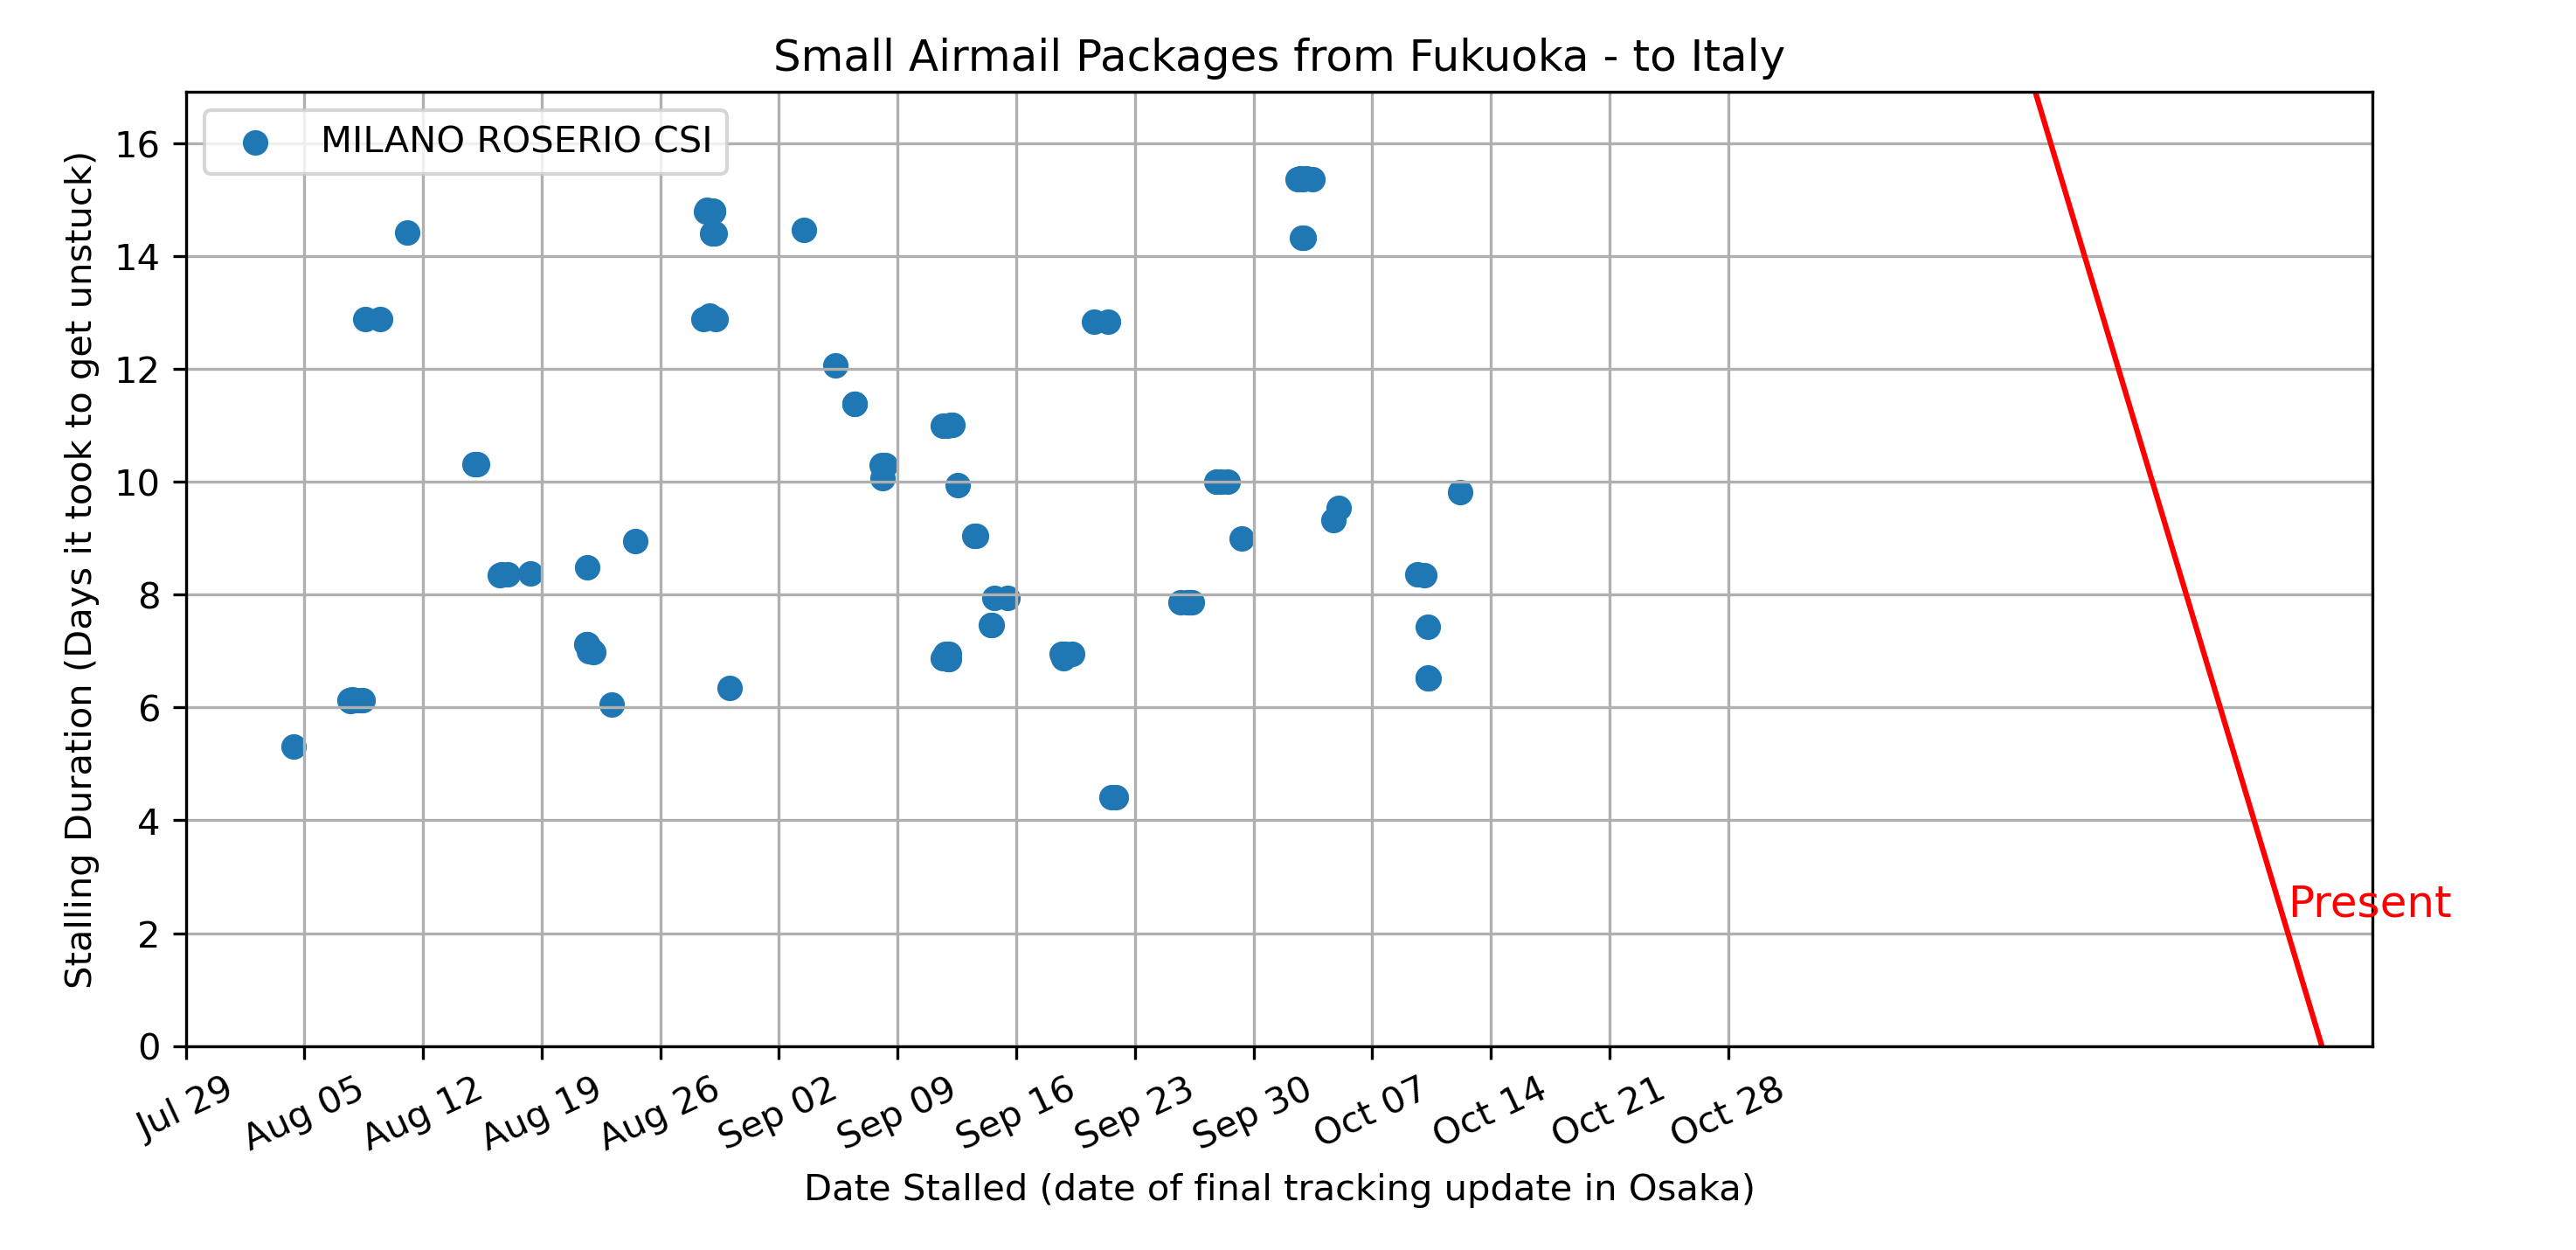 Small Airmail Packages from Fukuoka - to Italy
MILANO ROSERIO CSI
Stalling Duration (Days it took to get unstuck)
16
14
12
10
8
6
4
2
0
Present
Jul 29
Aug 05
Aug 12
Aug 19
Aug 26
Sep 02
Sep 09
Sep 16
Sep 23
Sep 30
Oct 07
Oct 14
Oct 21
Oct 28
Date Stalled (date of final tracking update in Osaka)